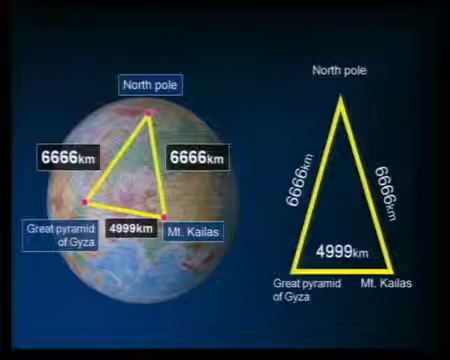 North pole
6666km
6666km
Great pyramid
of Gyza
4999km
Mt. Kailas
North pole
6666km
6666km
4999km
Great pyramid
of Gyza
Mt. Kailas